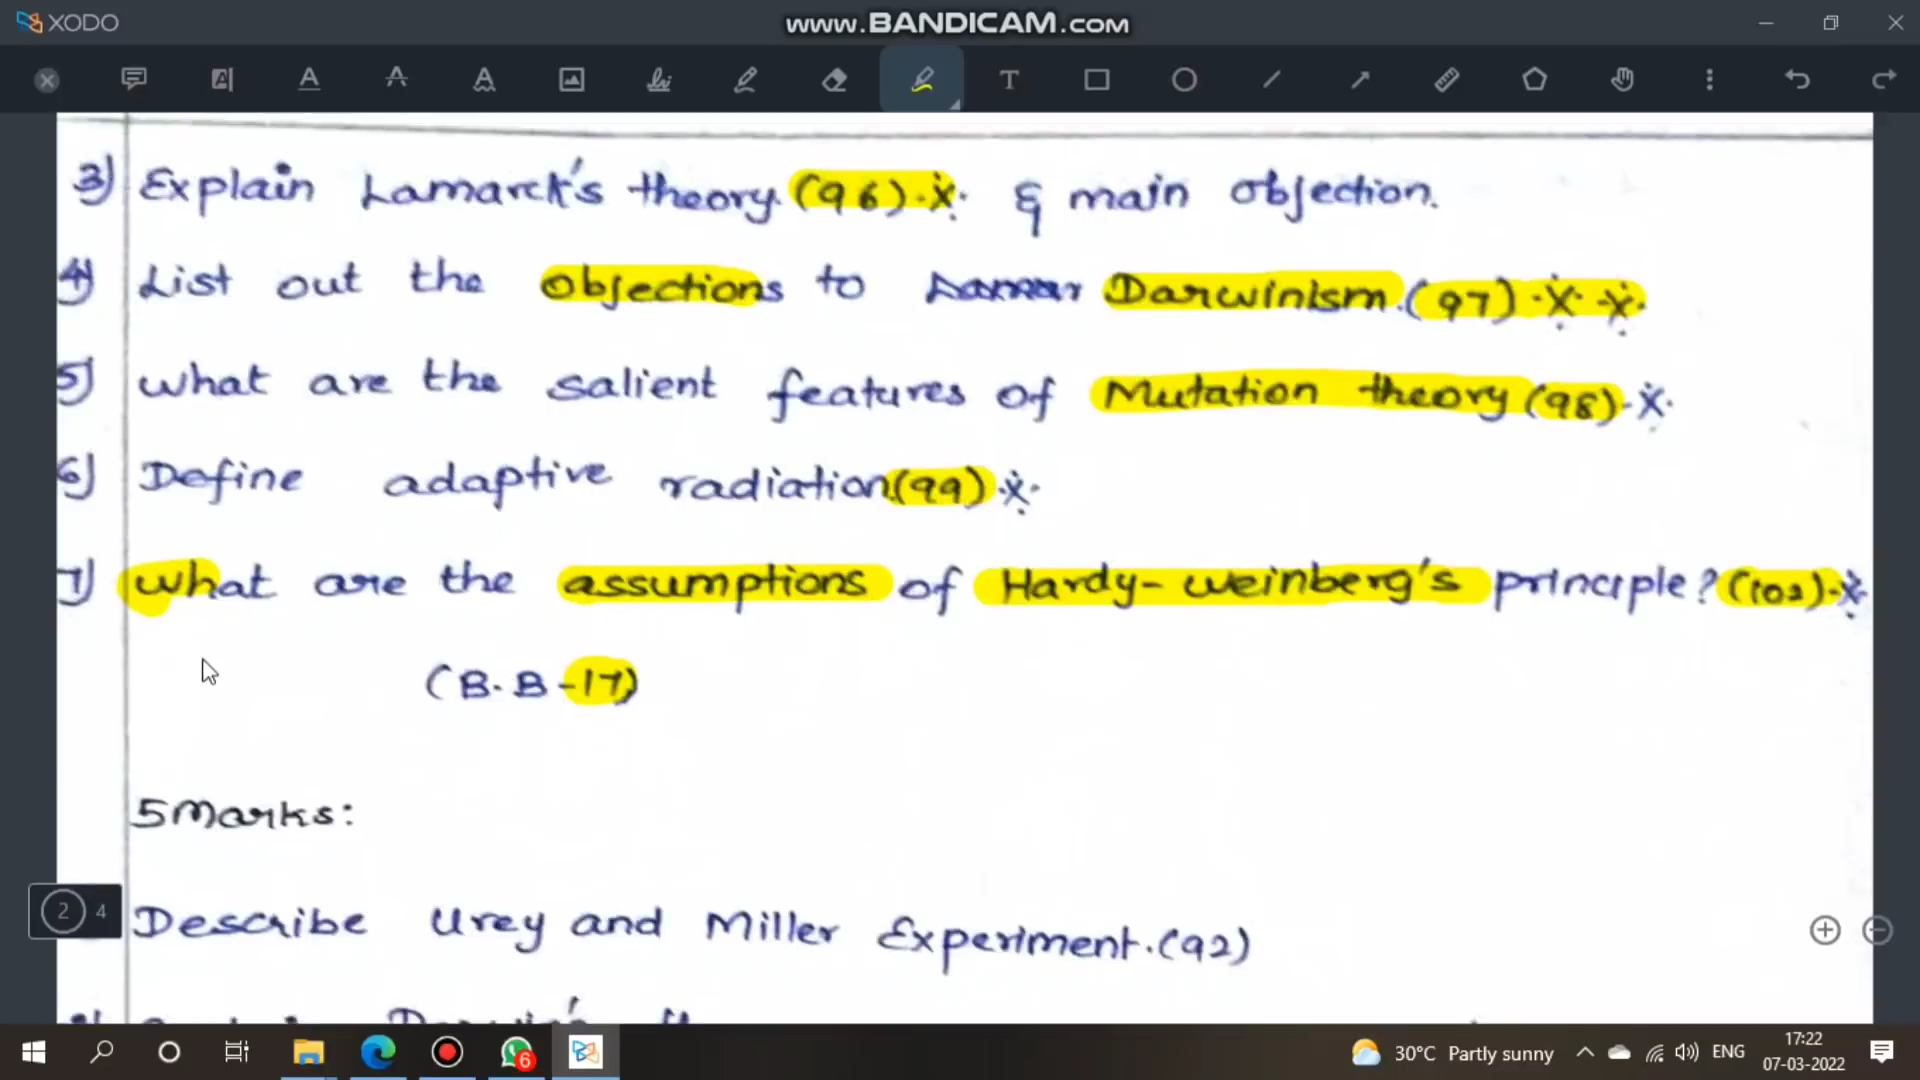 XODO
www.BANDICAM.com
3) Explain Lamarck's theory. (96) & main objection.
4) List out the objections to Darwinism. (97)
5) What are the salient features of Mutation theory (98)
6) Define adaptive radiation (99)
7) What are the assumptions of Hardy-Weinberg's principle? (102)
(B.B-17)
5 Marks:
Describe Urey and Miller Experiment. (92)
2 4
6
30°C Partly sunny
ENG
17:22
07-03-2022